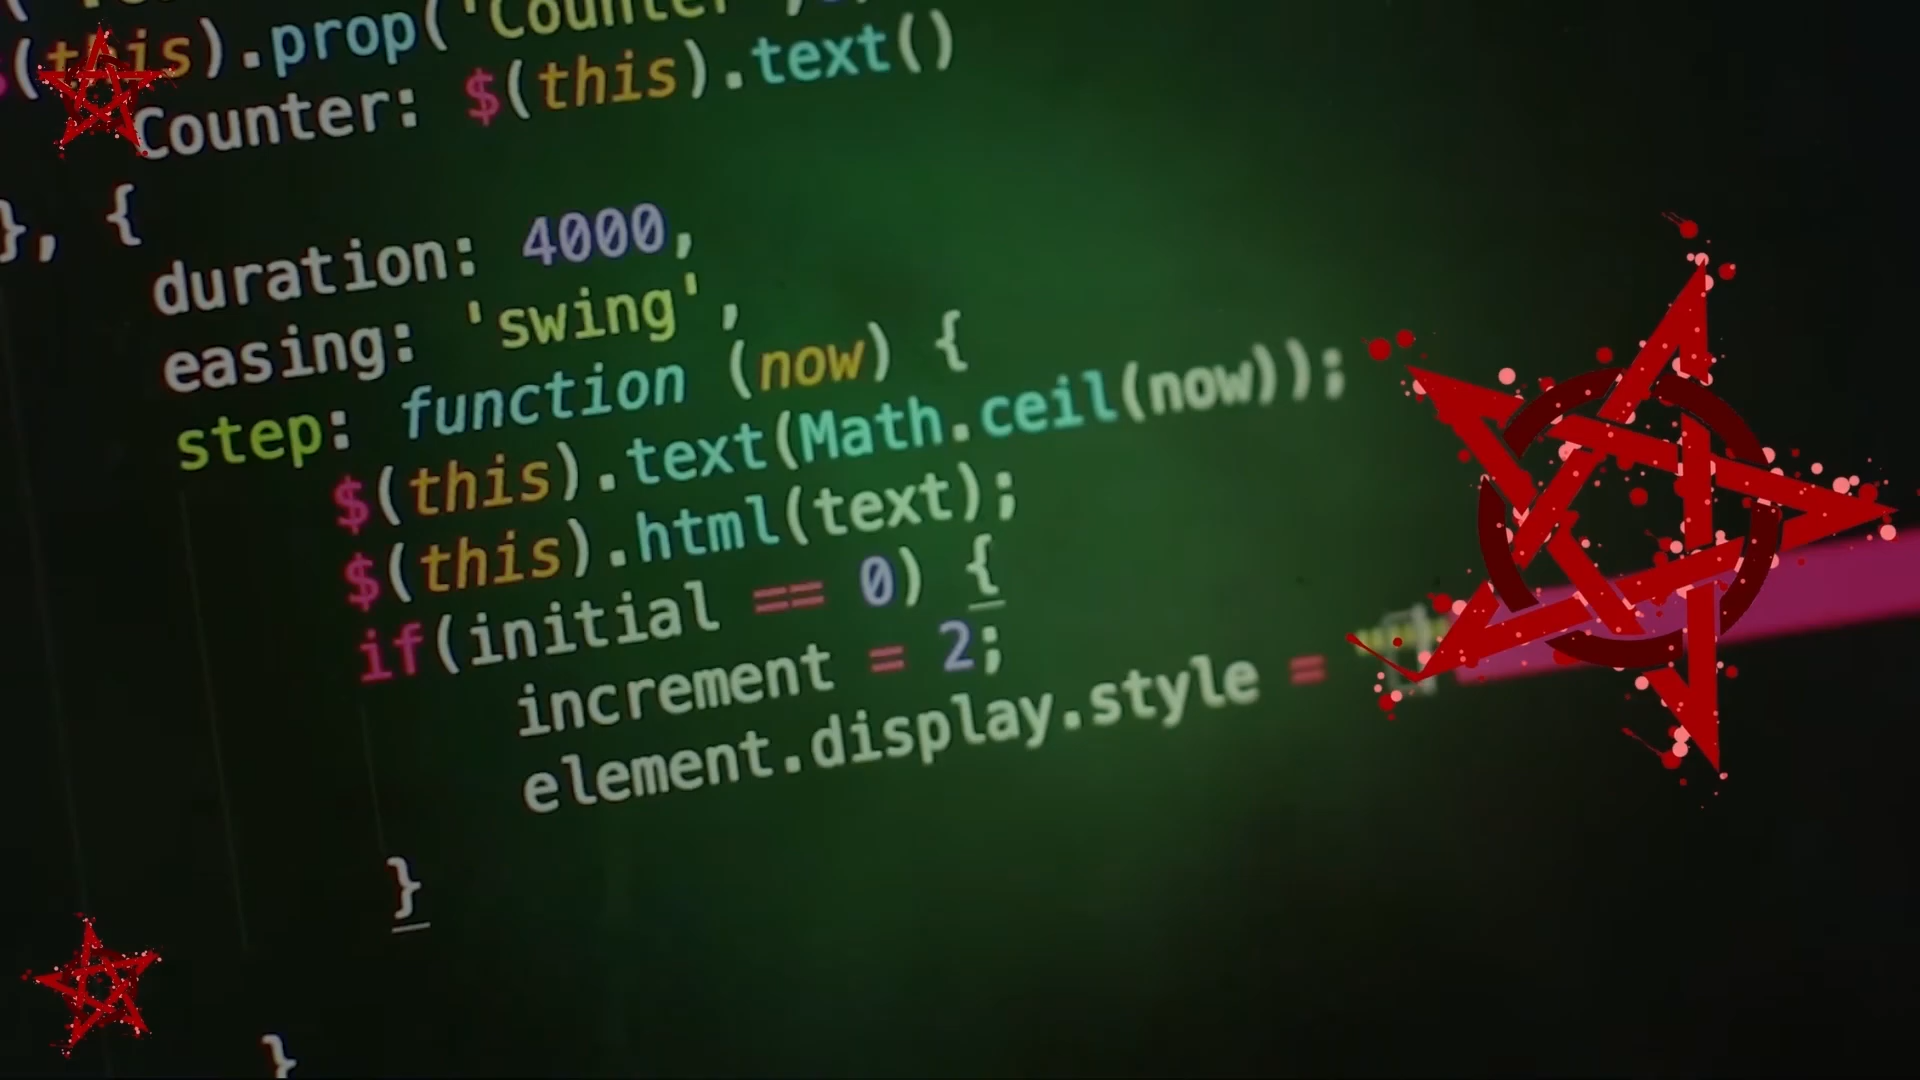 $(this).prop('Counter',
Counter: $(this).text()
}, {
duration: 4000,
easing: 'swing',
step: function (now) {
$(this).text(Math.ceil(now));
$(this).html(text);
if(initial == 0) {
increment = 2;
element.display.style =
}
}